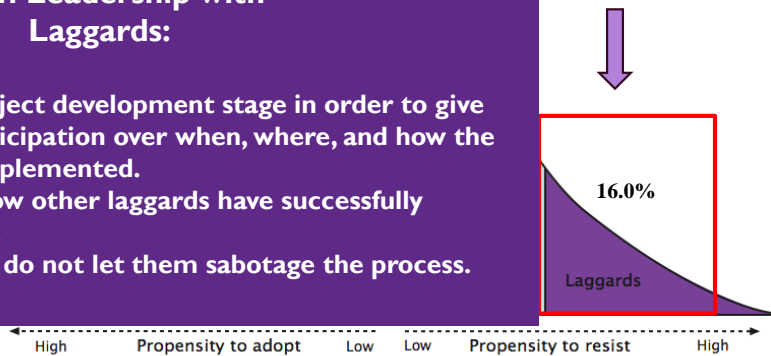 Leadership with
Laggards:
ject development stage in order to give
icipation over when, where, and how the
plemented.
ow other laggards have successfully
do not let them sabotage the process.
16.0%
Laggards
High Propensity to adopt Low Low Propensity to resist High